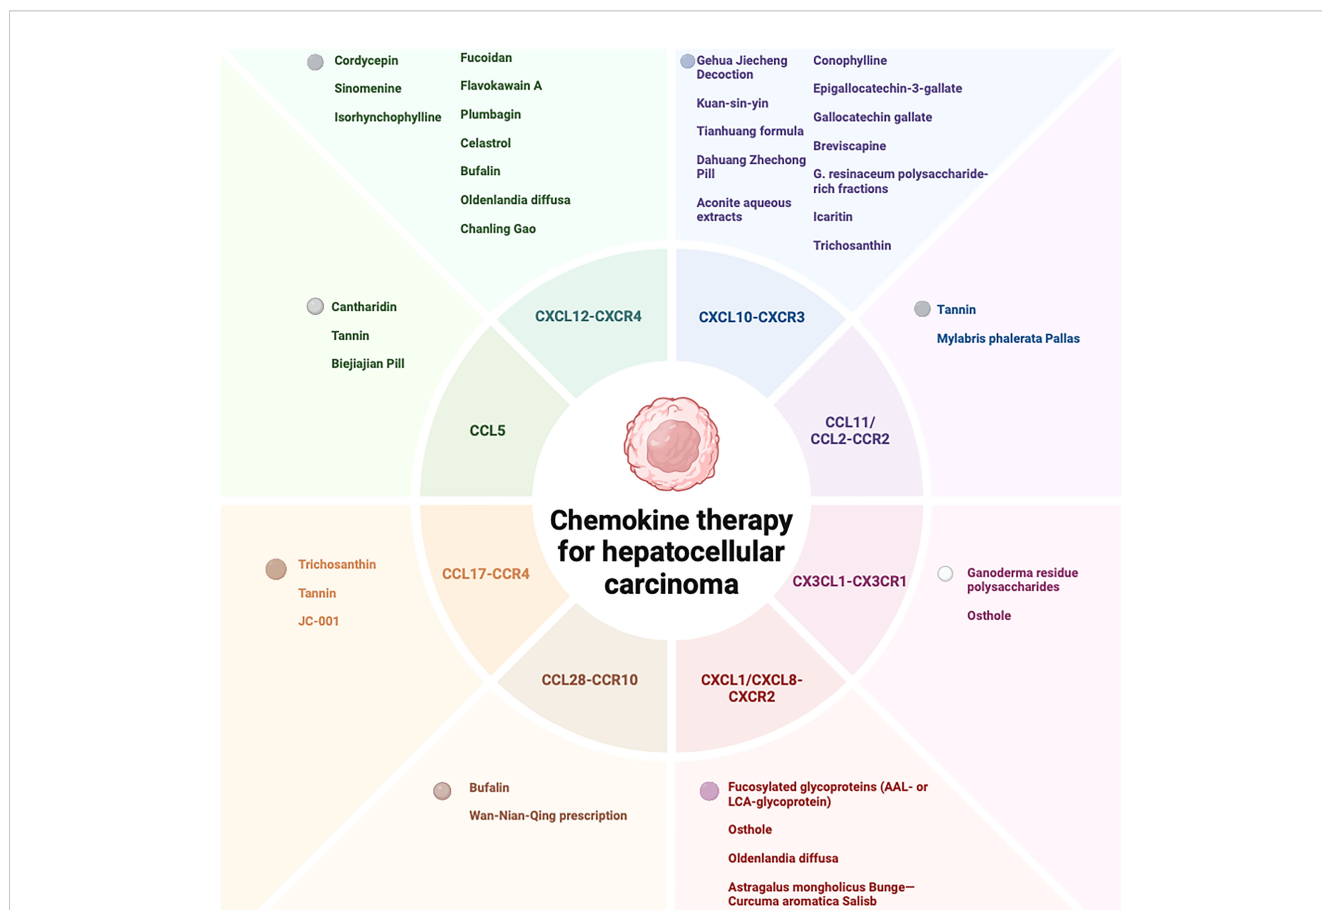 Cordycepin
Sinomenine
Isorhynchophylline
Fucoidan
Flavokawain A
Plumbagin
Celastrol
Bufalin
Oldenlandia diffusa
Chanling Gao
Gehua Jiecheng
Decoction
Kuan-sin-yin
Tianhuang formula
Dahuang Zhechong
Pill
Aconite aqueous
extracts
Conophylline
Epigallocatechin-3-gallate
Gallocatechin gallate
Breviscapine
G. resinaceum polysaccharide-
rich fractions
Icaritin
Trichosanthin
CXCL12-CXCR4
CXCL10-CXCR3
Cantharidin
Tannin
Biejiajian Pill
Tannin
Mylabris phalerata Pallas
CCL5
CCL11/
CCL2-CCR2
Chemokine therapy
for hepatocellular
carcinoma
Trichosanthin
Tannin
JC-001
CCL17-CCR4
CX3CL1-CX3CR1
Ganoderma residue
polysaccharides
Osthole
CCL28-CCR10
CXCL1/CXCL8-
CXCR2
Bufalin
Wan-Nian-Qing prescription
Fucosylated glycoproteins (AAL- or
LCA-glycoprotein)
Osthole
Oldenlandia diffusa
Astragalus mongholicus Bunge—
Curcuma aromatica Salisb